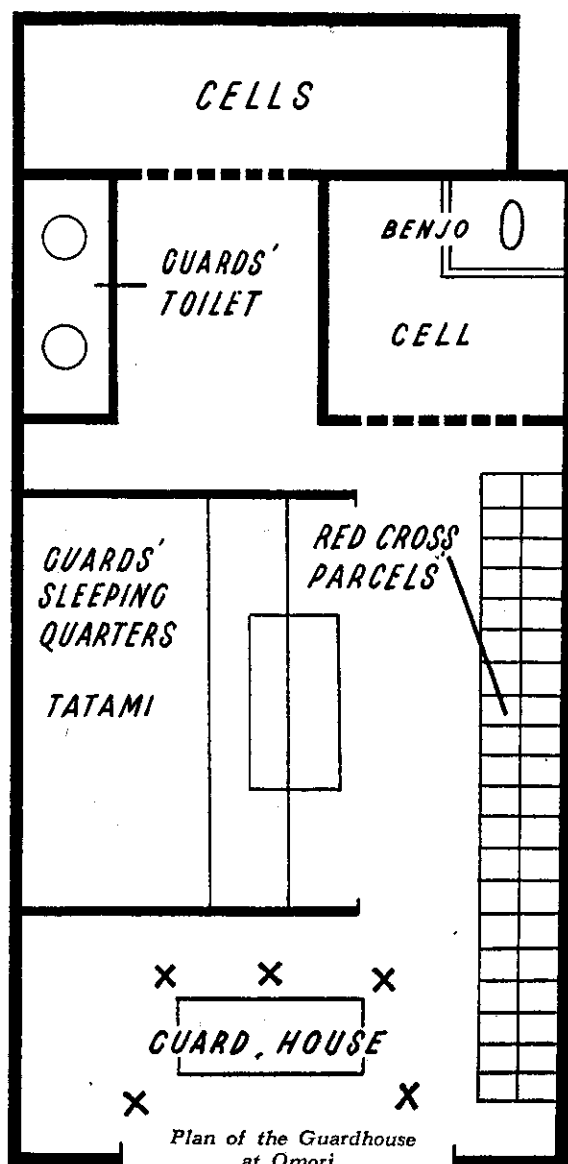 CELLS
GUARDS'
TOILET
BENJO
CELL
GUARDS'
SLEEPING
QUARTERS
TATAMI
RED CROSS
PARCELS
GUARD HOUSE
Plan of the Guardhouse
at Omori